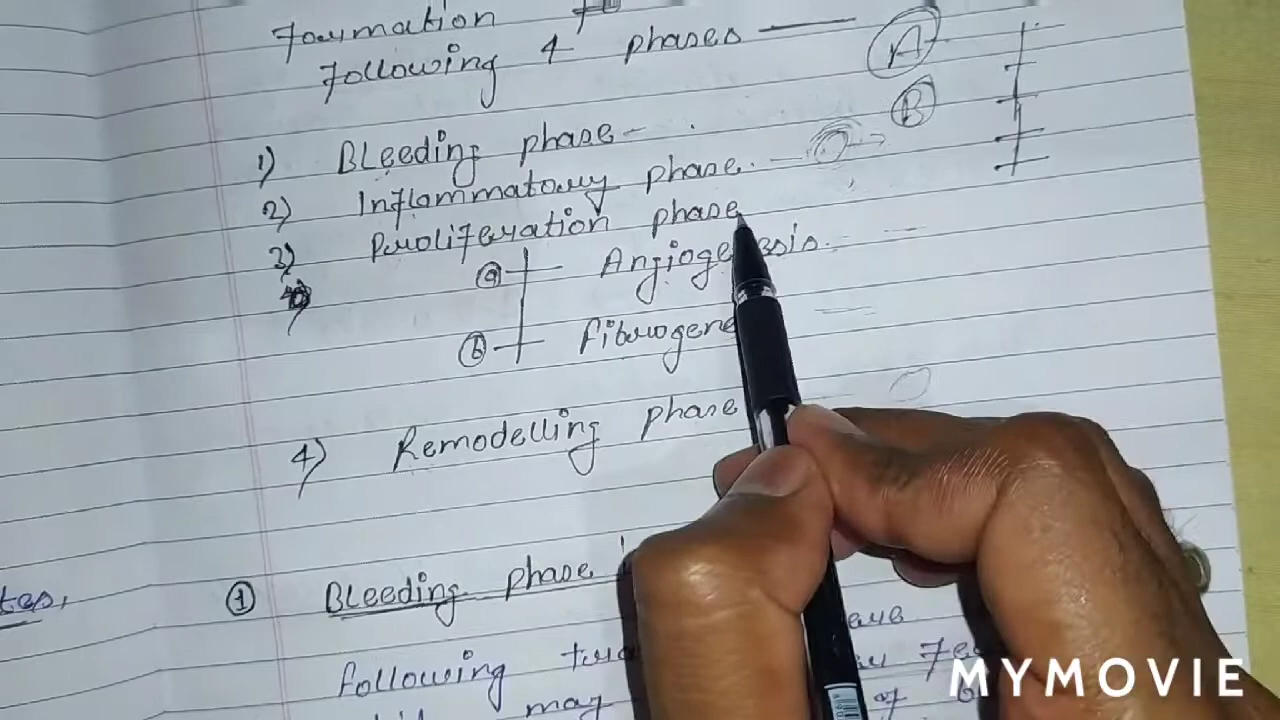 Formation
following 4 phases
A
B
1) Bleeding phase
2) Inflammatory phase.
3) Proliferation phase
a Angiogenesis.
b fibrogene
4) Remodelling phase
1 Bleeding phase
following
may of
MYMOVIE